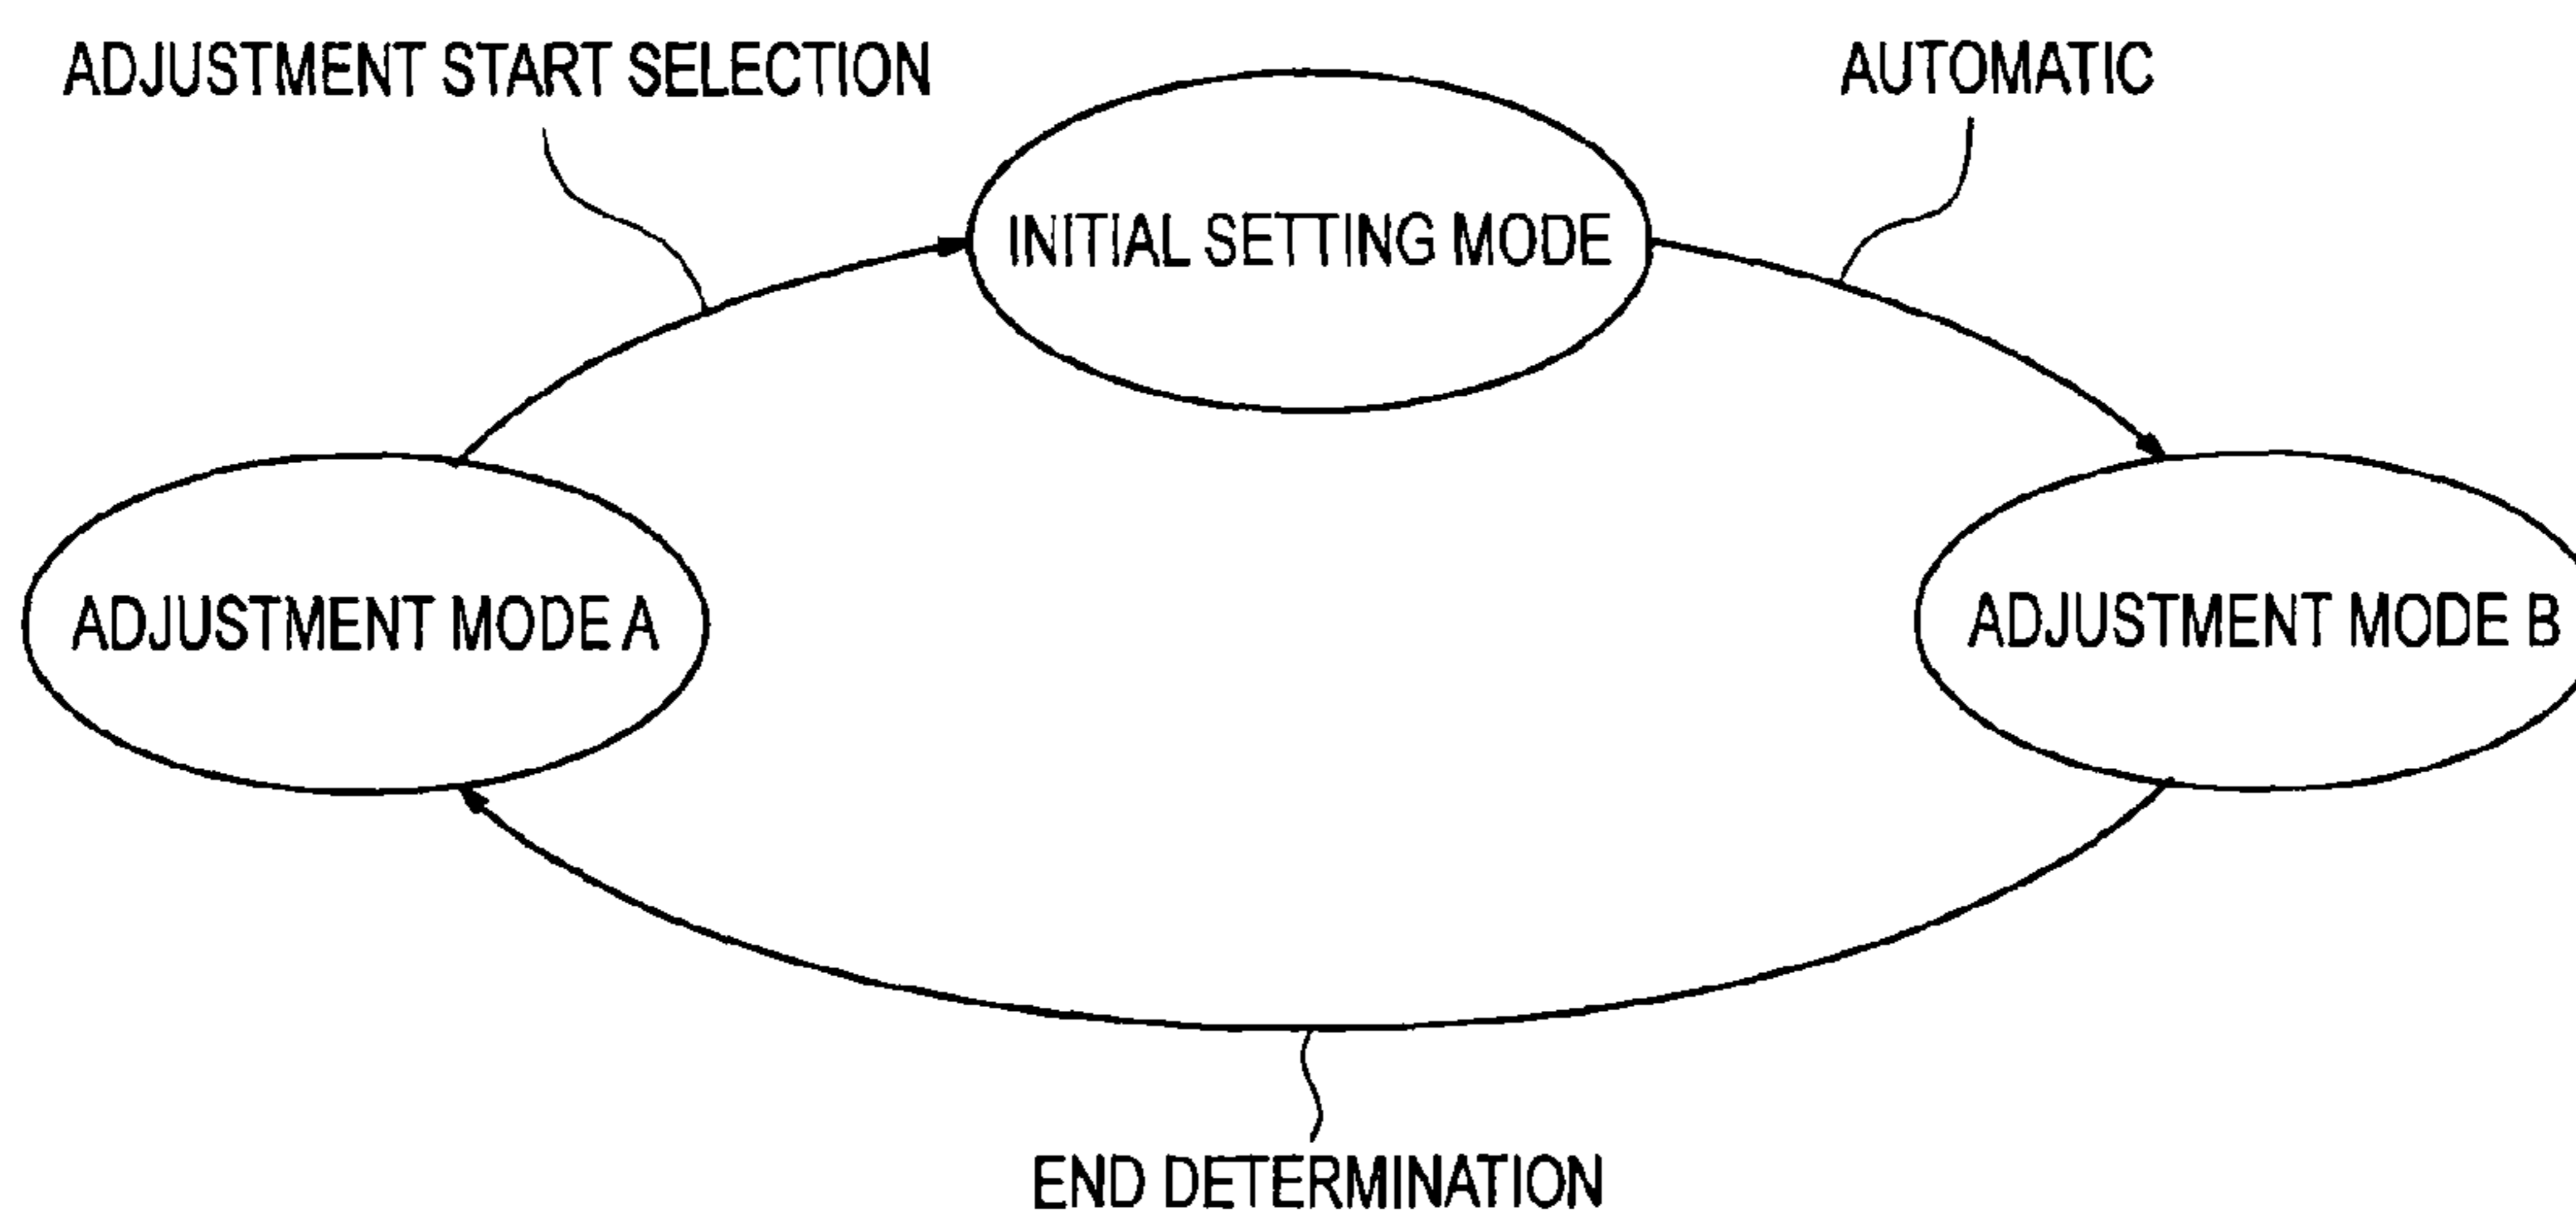 ADJUSTMENT START SELECTION
AUTOMATIC
INITIAL SETTING MODE
ADJUSTMENT MODE A
ADJUSTMENT MODE B
END DETERMINATION